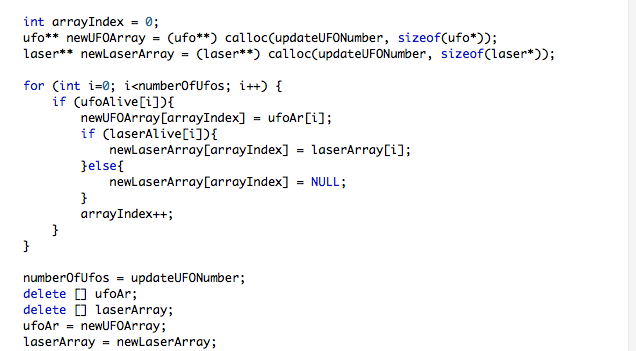 int arrayIndex = 0;
ufo** newUFOArray = (ufo**) calloc(updateUFONumber, sizeof(ufo*));
laser** newLaserArray = (laser**) calloc(updateUFONumber, sizeof(laser*));

for (int i=0; i<numberOfUfos; i++) {
    if (ufoAlive[i]){
        newUFOArray[arrayIndex] = ufoAr[i];
        if (laserAlive[i]){
            newLaserArray[arrayIndex] = laserArray[i];
        }else{
            newLaserArray[arrayIndex] = NULL;
        }
        arrayIndex++;
    }
}

numberOfUfos = updateUFONumber;
delete [] ufoAr;
delete [] laserArray;
ufoAr = newUFOArray;
laserArray = newLaserArray;